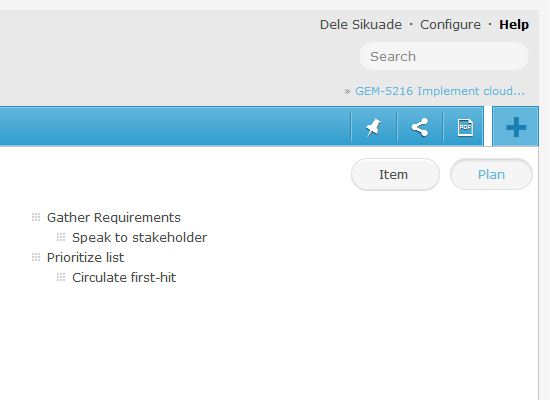 Dele Sikuade · Configure · Help
Search
» GEM-5216 Implement cloud...
PDF
Item Plan
Gather Requirements
Speak to stakeholder
Prioritize list
Circulate first-hit